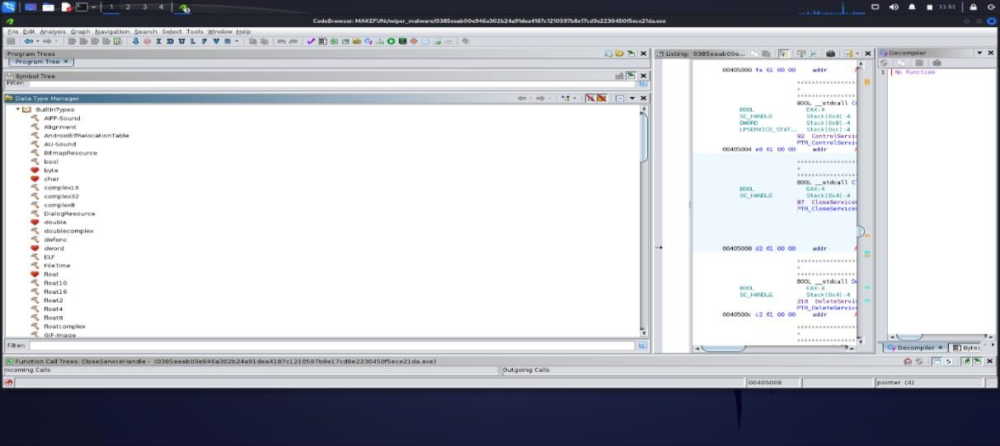 1 2 3 4
11:51
CodeBrowser: MAKEFUN:/wiper_malware/0385eeab00e946a302b24a91dea4187c1210597b8e17cd9e2230450f5ece21da.exe
File Edit Analysis Graph Navigation Search Select Tools Window Help
I D U L F V B
Program Trees
Program Tree ×
Symbol Tree
Filter:
Data Type Manager
BuiltInTypes
AIFF-Sound
Alignment
AndroidElfRelocationTable
AU-Sound
BitmapResource
bool
byte
char
complex16
complex32
complex8
DialogResource
double
doublecomplex
dwfenc
dword
ELF
FileTime
float
float10
float16
float2
float4
float8
floatcomplex
GIF-Image
Filter:
Listing: 0385eeab00e...
00405000 fa 61 00 00 addr
******************
*
******************
BOOL __stdcall Co
BOOL EAX:4
SC_HANDLE Stack[0x4]:4
DWORD Stack[0x8]:4
LPSERVICE_STAT... Stack[0xc]:4
92 ControlServic
PTR_ControlServi
00405004 e8 61 00 00 addr
******************
*
******************
BOOL __stdcall Cl
BOOL EAX:4
SC_HANDLE Stack[0x4]:4
87 CloseService
PTR_CloseService
00405008 d2 61 00 00 addr
******************
*
******************
BOOL __stdcall De
BOOL EAX:4
SC_HANDLE Stack[0x4]:4
218 DeleteServi
PTR_DeleteServic
0040500c c2 61 00 00 addr
******************
*
******************
Decompiler
1 No Function
Decompiler × Bytes:
Function Call Trees: CloseServiceHandle - (0385eeab00e946a302b24a91dea4187c1210597b8e17cd9e2230450f5ece21da.exe)
5
Incoming Calls
Outgoing Calls
00405008
pointer (4)